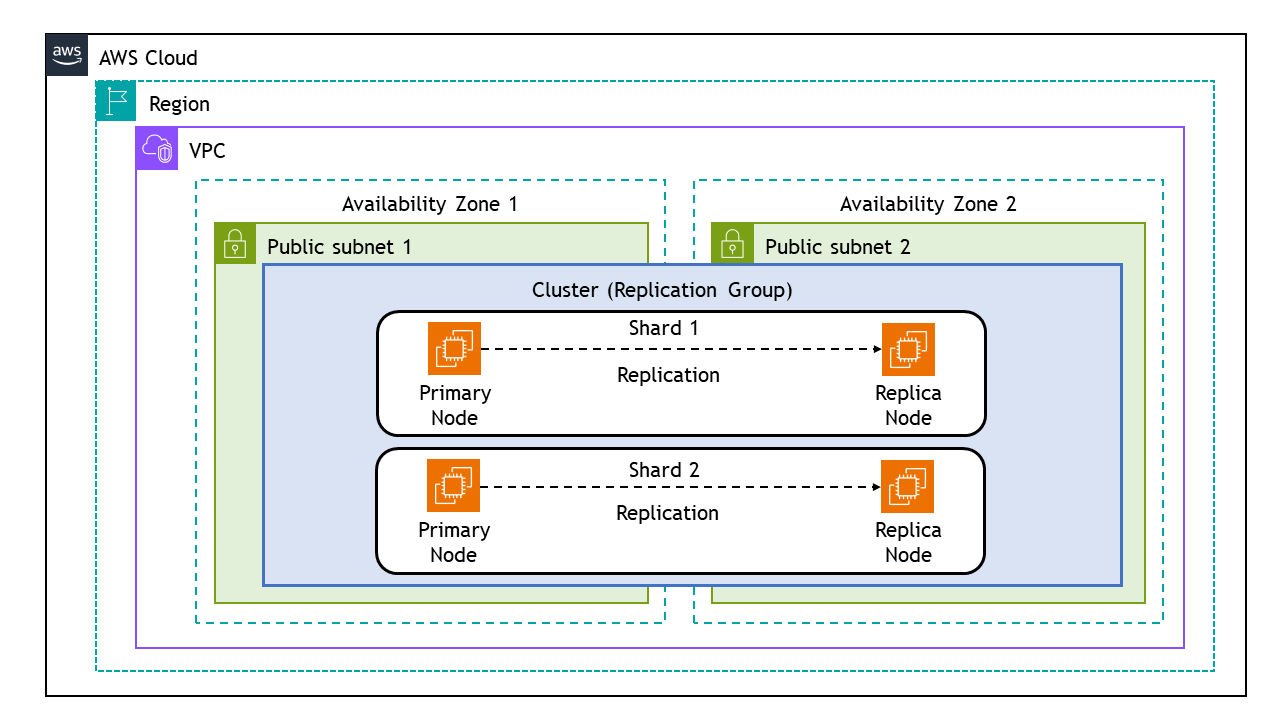 aws
AWS Cloud
Region
VPC
Availability Zone 1
Availability Zone 2
Public subnet 1
Public subnet 2
Cluster (Replication Group)
Shard 1
Replication
Primary
Node
Replica
Node
Shard 2
Replication
Primary
Node
Replica
Node